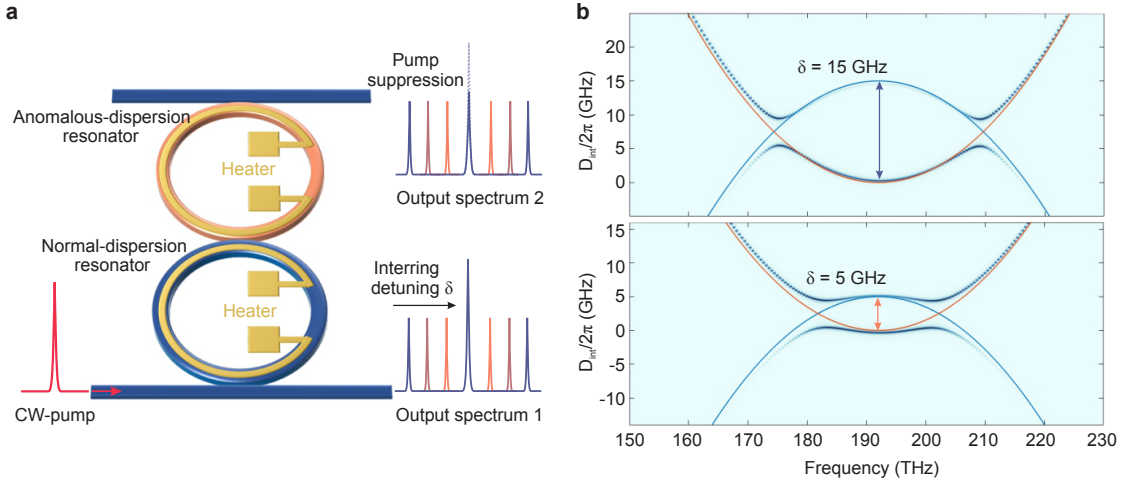 a
Anomalous-dispersion
resonator
Heater
Pump
suppression
Output spectrum 2
Normal-dispersion
resonator
Heater
Interring
detuning δ
CW-pump
Output spectrum 1
b
D_int/2π (GHz)
20
15
10
5
0
δ = 15 GHz
D_int/2π (GHz)
15
10
5
0
-5
-10
δ = 5 GHz
150 160 170 180 190 200 210 220 230
Frequency (THz)